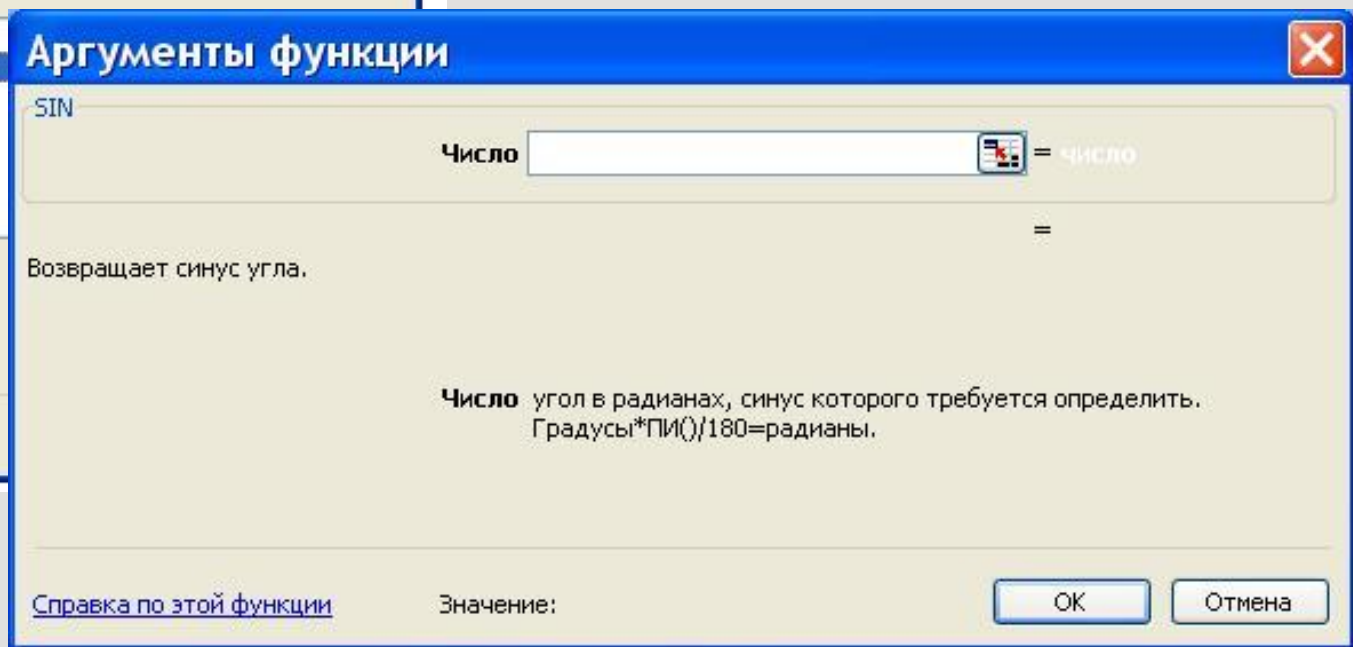 Аргументы функции
SIN
Число = число
=
Возвращает синус угла.
Число угол в радианах, синус которого требуется определить.
Градусы*ПИ()/180=радианы.
Справка по этой функции Значение: ОК Отмена